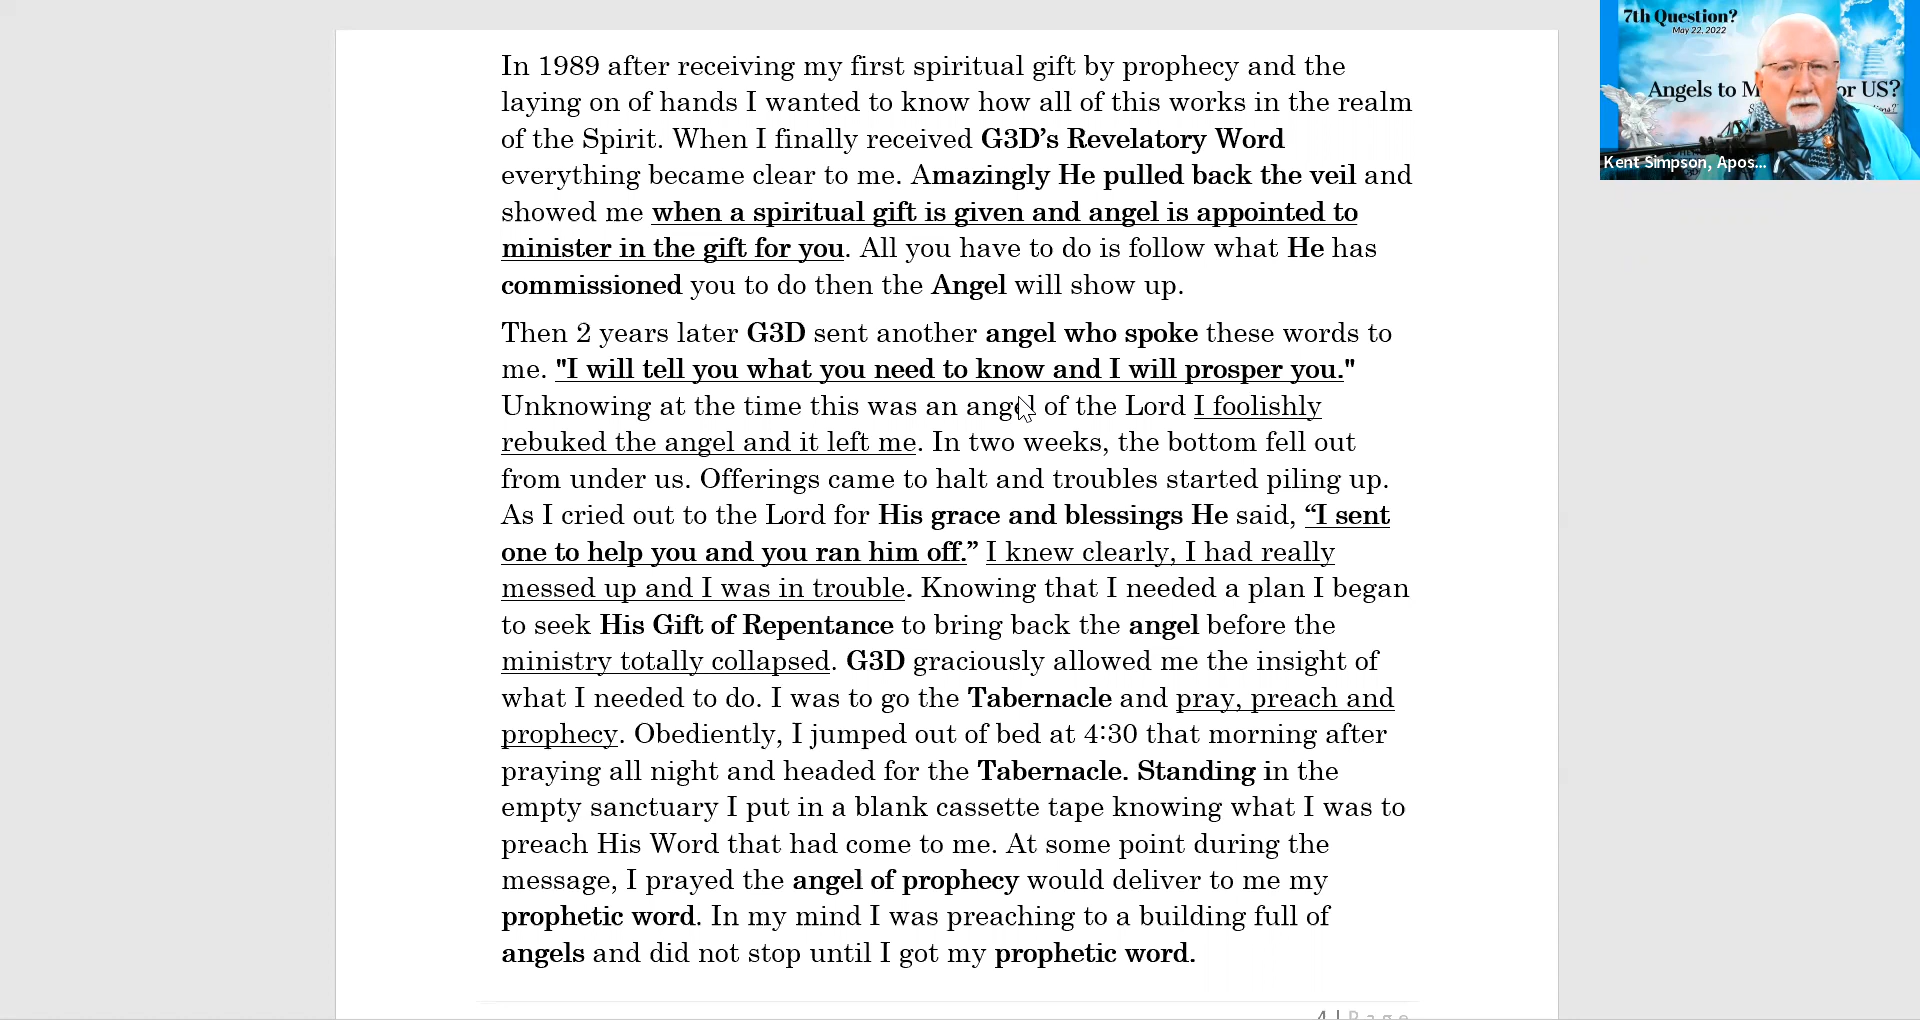 In 1989 after receiving my first spiritual gift by prophecy and the
laying on of hands I wanted to know how all of this works in the realm
of the Spirit. When I finally received G3D’s Revelatory Word
everything became clear to me. Amazingly He pulled back the veil and
showed me when a spiritual gift is given and angel is appointed to
minister in the gift for you. All you have to do is follow what He has
commissioned you to do then the Angel will show up.
Then 2 years later G3D sent another angel who spoke these words to
me. "I will tell you what you need to know and I will prosper you."
Unknowing at the time this was an angel of the Lord I foolishly
rebuked the angel and it left me. In two weeks, the bottom fell out
from under us. Offerings came to halt and troubles started piling up.
As I cried out to the Lord for His grace and blessings He said, “I sent
one to help you and you ran him off.” I knew clearly, I had really
messed up and I was in trouble. Knowing that I needed a plan I began
to seek His Gift of Repentance to bring back the angel before the
ministry totally collapsed. G3D graciously allowed me the insight of
what I needed to do. I was to go the Tabernacle and pray, preach and
prophecy. Obediently, I jumped out of bed at 4:30 that morning after
praying all night and headed for the Tabernacle. Standing in the
empty sanctuary I put in a blank cassette tape knowing what I was to
preach His Word that had come to me. At some point during the
message, I prayed the angel of prophecy would deliver to me my
prophetic word. In my mind I was preaching to a building full of
angels and did not stop until I got my prophetic word.
4 | Page
7th Question?
May 22, 2022
Angels to M or US?
Kent Simpson, Apos...